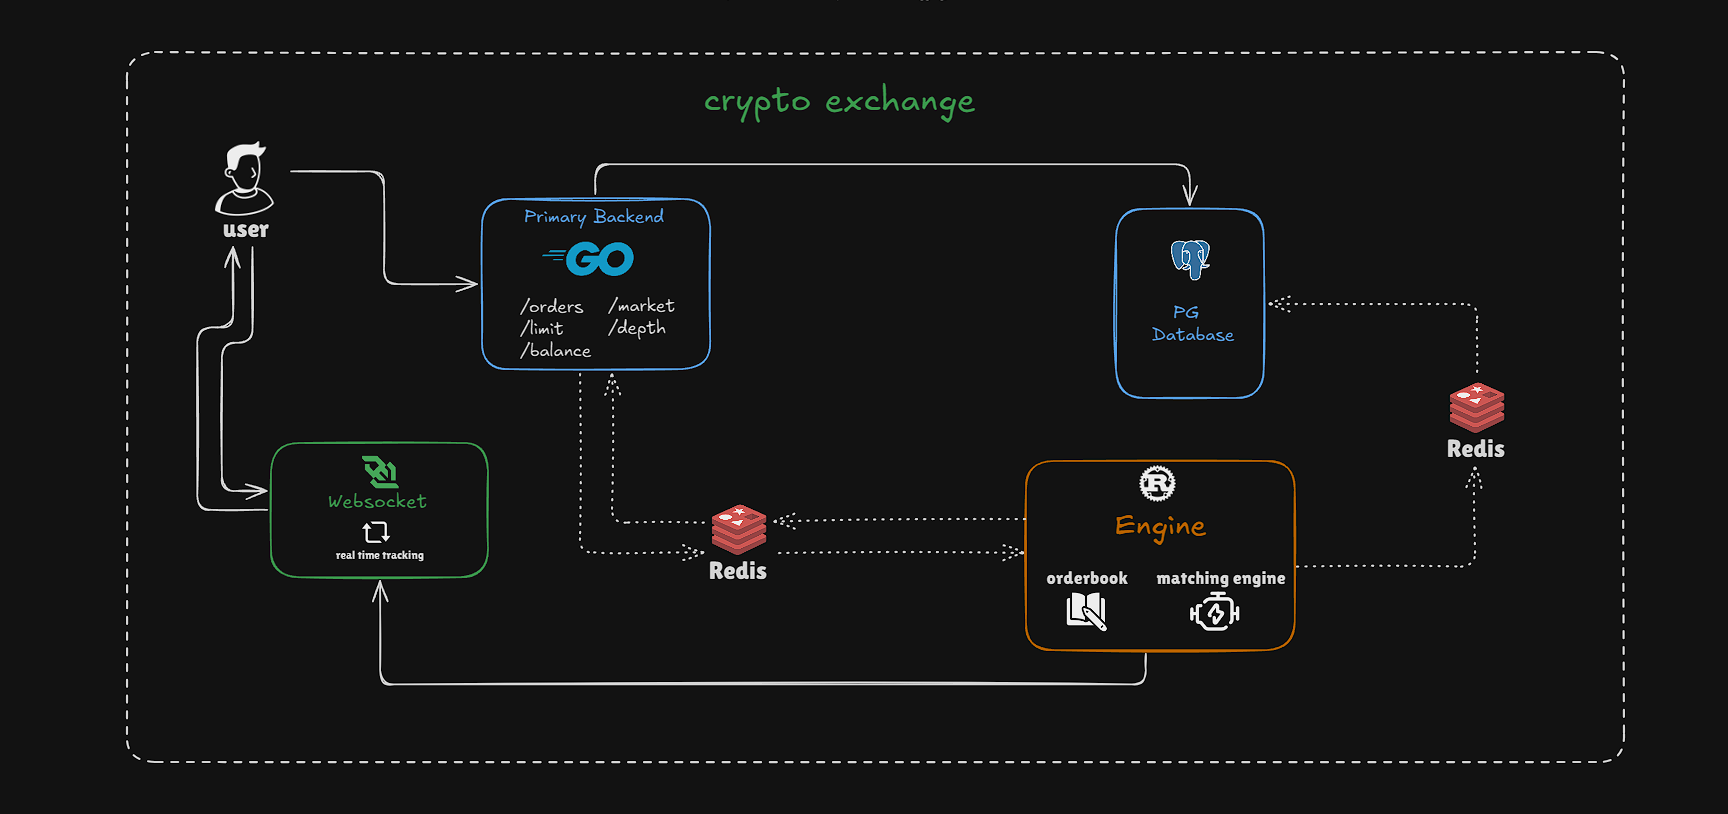 crypto exchange
user
Primary Backend
GO
/orders
/limit
/balance
/market
/depth
PG
Database
Redis
Websocket
real time tracking
Redis
R
Engine
orderbook
matching engine